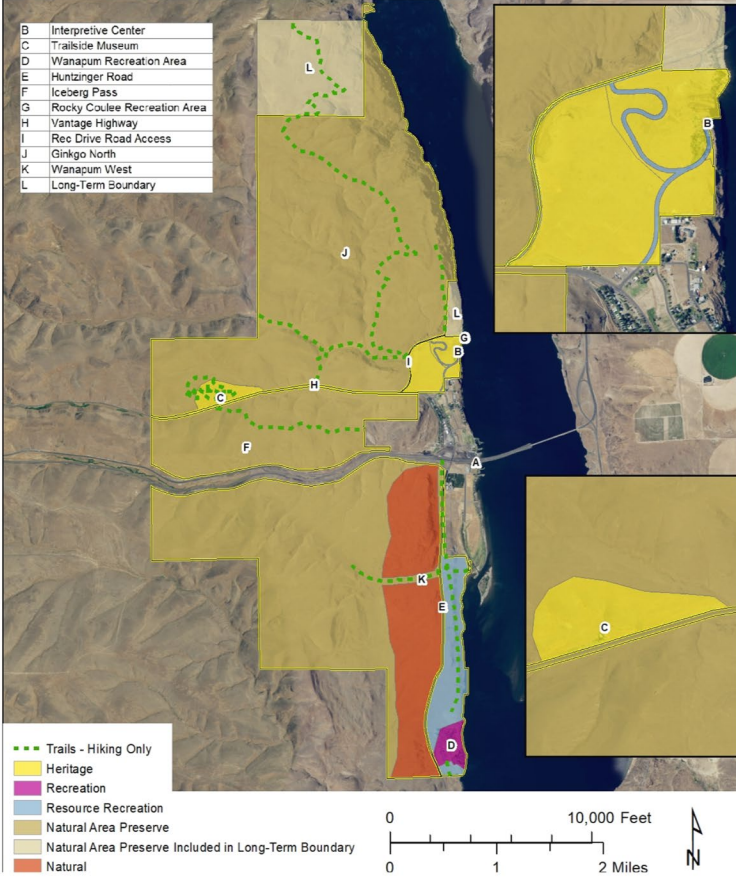 B Interpretive Center
C Trailside Museum
D Wanapum Recreation Area
E Huntzinger Road
F Iceberg Pass
G Rocky Coulee Recreation Area
H Vantage Highway
I Rec Drive Road Access
J Ginkgo North
K Wanapum West
L Long-Term Boundary
L
B
J
L
G
B
I
H
C
F
A
K
E
C
D
Trails - Hiking Only
Heritage
Recreation
Resource Recreation
Natural Area Preserve
Natural Area Preserve Included in Long-Term Boundary
Natural
0 10,000 Feet
0 1 2 Miles
N